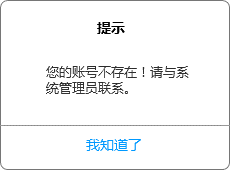 提示
您的账号不存在！请与系
统管理员联系。
我知道了